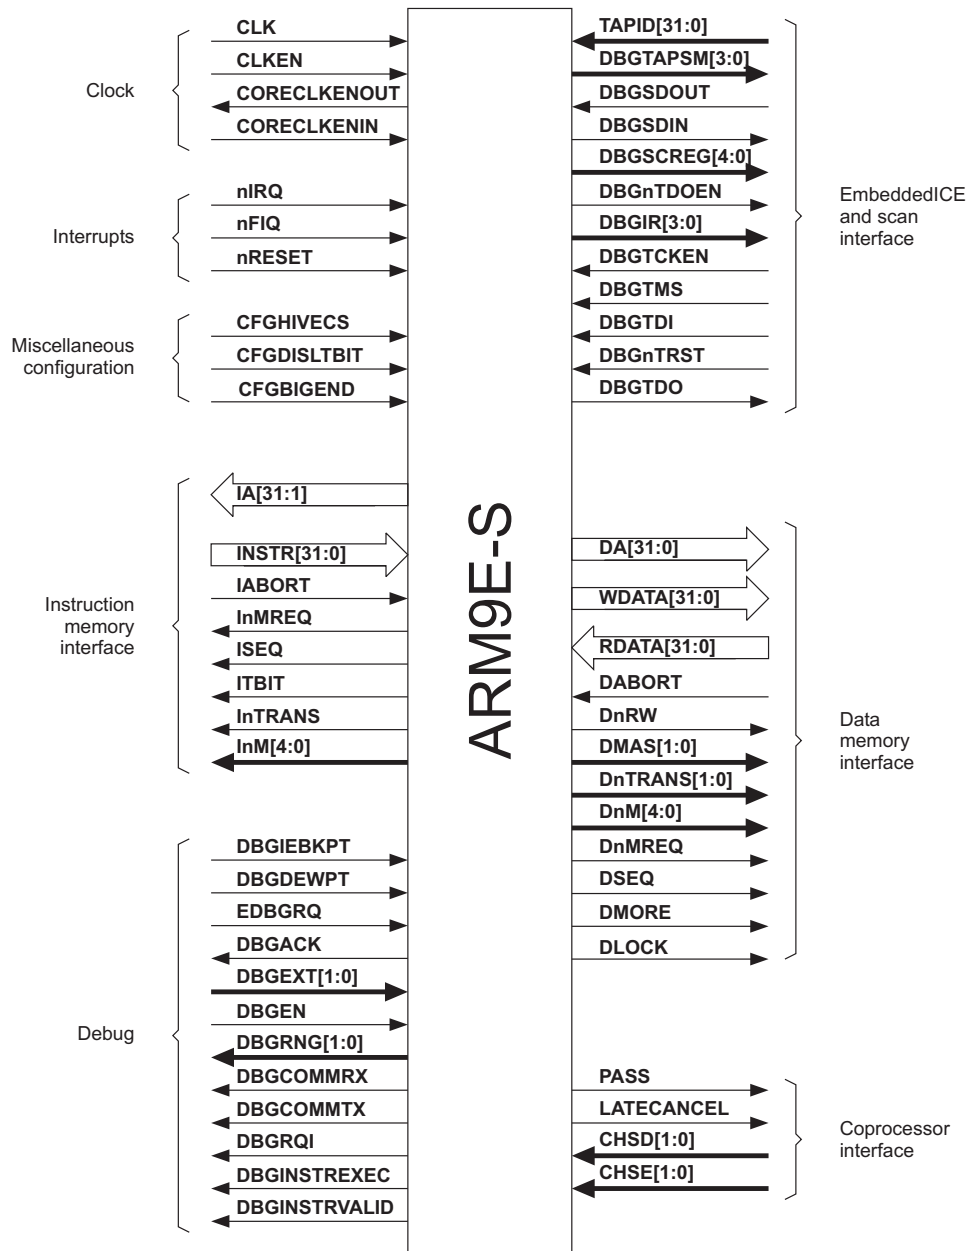 CLK
CLKEN
CORECLKENOUT
CORECLKENIN
Clock
nIRQ
nFIQ
nRESET
Interrupts
CFGHIVECS
CFGDISLTBIT
CFGBIGEND
Miscellaneous
configuration
IA[31:1]
INSTR[31:0]
IABORT
InMREQ
ISEQ
ITBIT
InTRANS
InM[4:0]
Instruction
memory
interface
DBGIEBKPT
DBGDEWPT
EDBGRQ
DBGACK
DBGEXT[1:0]
DBGEN
DBGRNG[1:0]
DBGCOMMRX
DBGCOMMTX
DBGRQI
DBGINSTREXEC
DBGINSTRVALID
Debug
ARM9E-S
TAPID[31:0]
DBGTAPSM[3:0]
DBGSDOUT
DBGSDIN
DBGSCREG[4:0]
DBGnTDOEN
DBGIR[3:0]
DBGTCKEN
DBGTMS
DBGTDI
DBGnTRST
DBGTDO
EmbeddedICE
and scan
interface
DA[31:0]
WDATA[31:0]
RDATA[31:0]
DABORT
DnRW
DMAS[1:0]
DnTRANS[1:0]
DnM[4:0]
DnMREQ
DSEQ
DMORE
DLOCK
Data
memory
interface
PASS
LATECANCEL
CHSD[1:0]
CHSE[1:0]
Coprocessor
interface